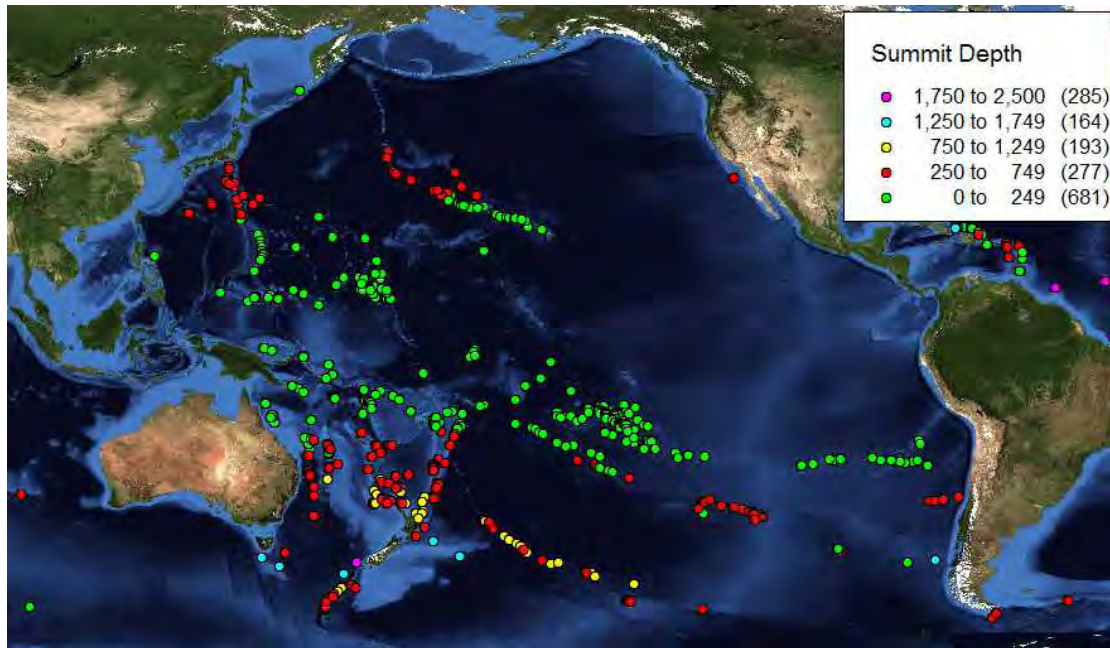 Summit Depth
1,750 to 2,500 (285)
1,250 to 1,749 (164)
750 to 1,249 (193)
250 to 749 (277)
0 to 249 (681)